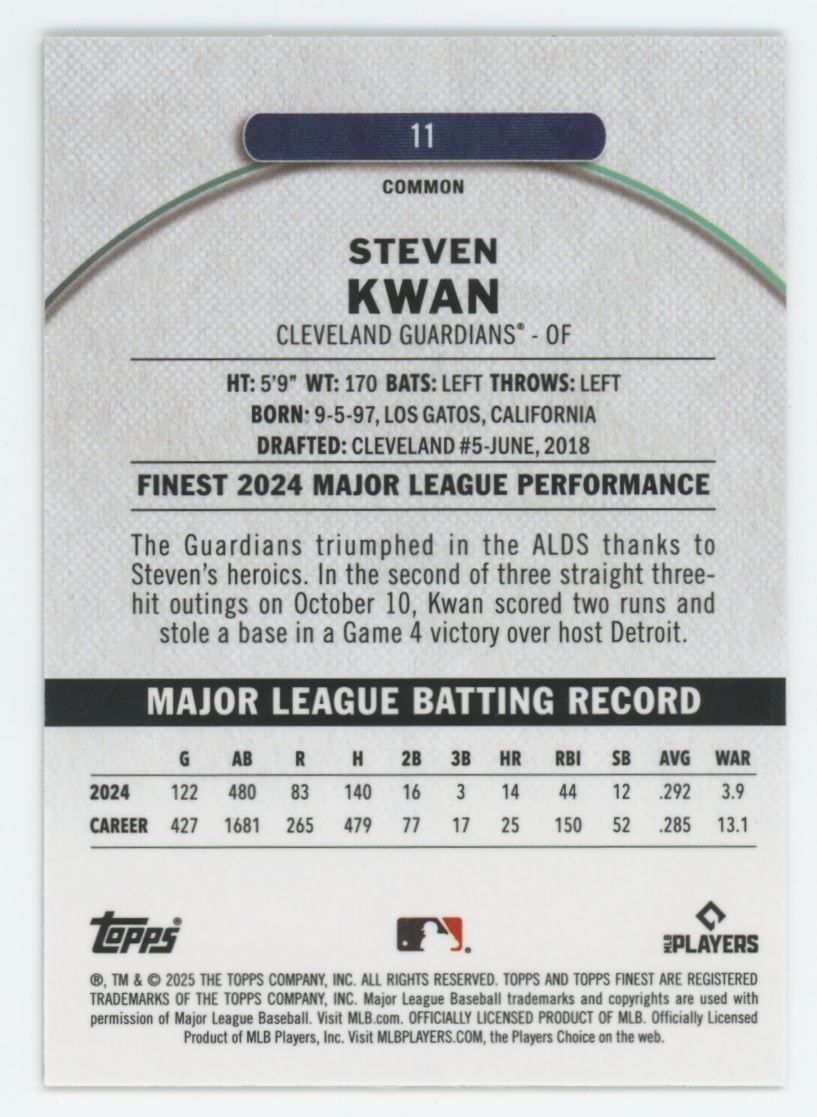 11
COMMON
STEVEN
KWAN
CLEVELAND GUARDIANS® - OF
HT: 5'9" WT: 170 BATS: LEFT THROWS: LEFT
BORN: 9-5-97, LOS GATOS, CALIFORNIA
DRAFTED: CLEVELAND #5-JUNE, 2018
FINEST 2024 MAJOR LEAGUE PERFORMANCE
The Guardians triumphed in the ALDS thanks to
Steven's heroics. In the second of three straight three-
hit outings on October 10, Kwan scored two runs and
stole a base in a Game 4 victory over host Detroit.
MAJOR LEAGUE BATTING RECORD
G AB R H 2B 3B HR RBI SB AVG WAR
2024 122 480 83 140 16 3 14 44 12 .292 3.9
CAREER 427 1681 265 479 77 17 25 150 52 .285 13.1
Topps® ® MLB PLAYERS
®, TM & © 2025 THE TOPPS COMPANY, INC. ALL RIGHTS RESERVED. TOPPS AND TOPPS FINEST ARE REGISTERED
TRADEMARKS OF THE TOPPS COMPANY, INC. Major League Baseball trademarks and copyrights are used with
permission of Major League Baseball. Visit MLB.com. OFFICIALLY LICENSED PRODUCT OF MLB. Officially Licensed
Product of MLB Players, Inc. Visit MLBPLAYERS.COM, the Players Choice on the web.